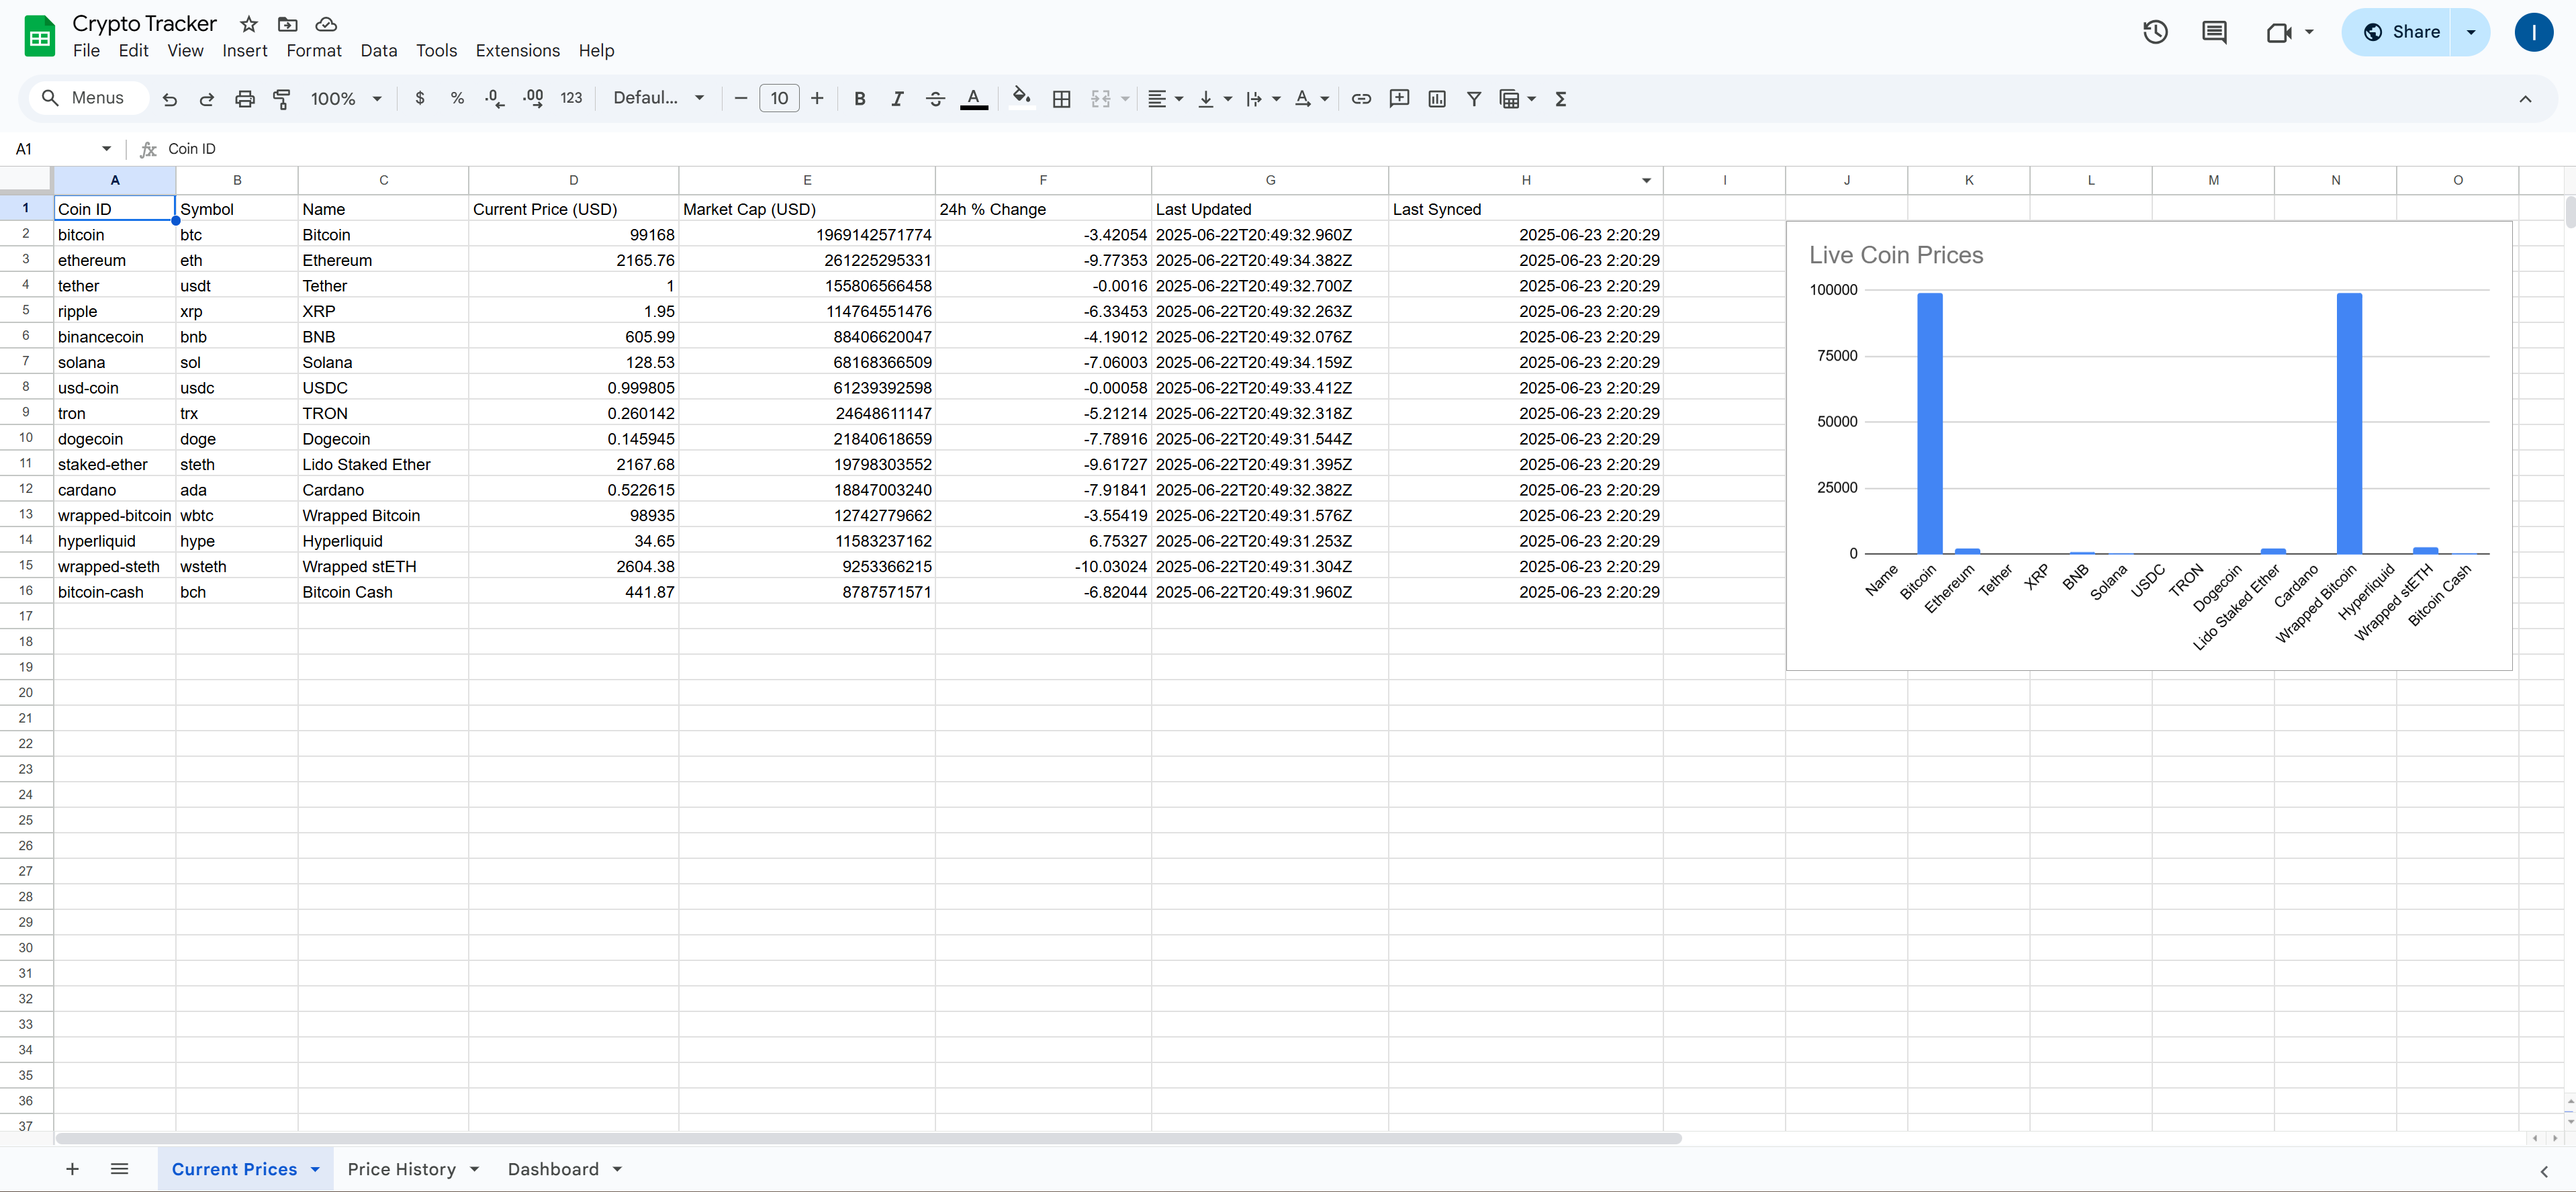 Crypto Tracker
File Edit View Insert Format Data Tools Extensions Help
Share
I
Menus 100% $ % .0 .00 123 Defaul... 10 B I A
A1 fx Coin ID
A B C D E F G H I J K L M N O
1 Coin ID Symbol Name Current Price (USD) Market Cap (USD) 24h % Change Last Updated Last Synced
2 bitcoin btc Bitcoin 99168 1969142571774 -3.42054 2025-06-22T20:49:32.960Z 2025-06-23 2:20:29
3 ethereum eth Ethereum 2165.76 261225295331 -9.77353 2025-06-22T20:49:34.382Z 2025-06-23 2:20:29
4 tether usdt Tether 1 155806566458 -0.0016 2025-06-22T20:49:32.700Z 2025-06-23 2:20:29
5 ripple xrp XRP 1.95 114764551476 -6.33453 2025-06-22T20:49:32.263Z 2025-06-23 2:20:29
6 binancecoin bnb BNB 605.99 88406620047 -4.19012 2025-06-22T20:49:32.076Z 2025-06-23 2:20:29
7 solana sol Solana 128.53 68168366509 -7.06003 2025-06-22T20:49:34.159Z 2025-06-23 2:20:29
8 usd-coin usdc USDC 0.999805 61239392598 -0.00058 2025-06-22T20:49:33.412Z 2025-06-23 2:20:29
9 tron trx TRON 0.260142 24648611147 -5.21214 2025-06-22T20:49:32.318Z 2025-06-23 2:20:29
10 dogecoin doge Dogecoin 0.145945 21840618659 -7.78916 2025-06-22T20:49:31.544Z 2025-06-23 2:20:29
11 staked-ether steth Lido Staked Ether 2167.68 19798303552 -9.61727 2025-06-22T20:49:31.395Z 2025-06-23 2:20:29
12 cardano ada Cardano 0.522615 18847003240 -7.91841 2025-06-22T20:49:32.382Z 2025-06-23 2:20:29
13 wrapped-bitcoin wbtc Wrapped Bitcoin 98935 12742779662 -3.55419 2025-06-22T20:49:31.576Z 2025-06-23 2:20:29
14 hyperliquid hype Hyperliquid 34.65 11583237162 6.75327 2025-06-22T20:49:31.253Z 2025-06-23 2:20:29
15 wrapped-steth wsteth Wrapped stETH 2604.38 9253366215 -10.03024 2025-06-22T20:49:31.304Z 2025-06-23 2:20:29
16 bitcoin-cash bch Bitcoin Cash 441.87 8787571571 -6.82044 2025-06-22T20:49:31.960Z 2025-06-23 2:20:29
17
18
19
20
21
22
23
24
25
26
27
28
29
30
31
32
33
34
35
36
37
Live Coin Prices
100000
75000
50000
25000
0
Name
Bitcoin
Ethereum
Tether
XRP
BNB
Solana
USDC
TRON
Dogecoin
Lido Staked Ether
Cardano
Wrapped Bitcoin
Hyperliquid
Wrapped stETH
Bitcoin Cash
Current Prices Price History Dashboard